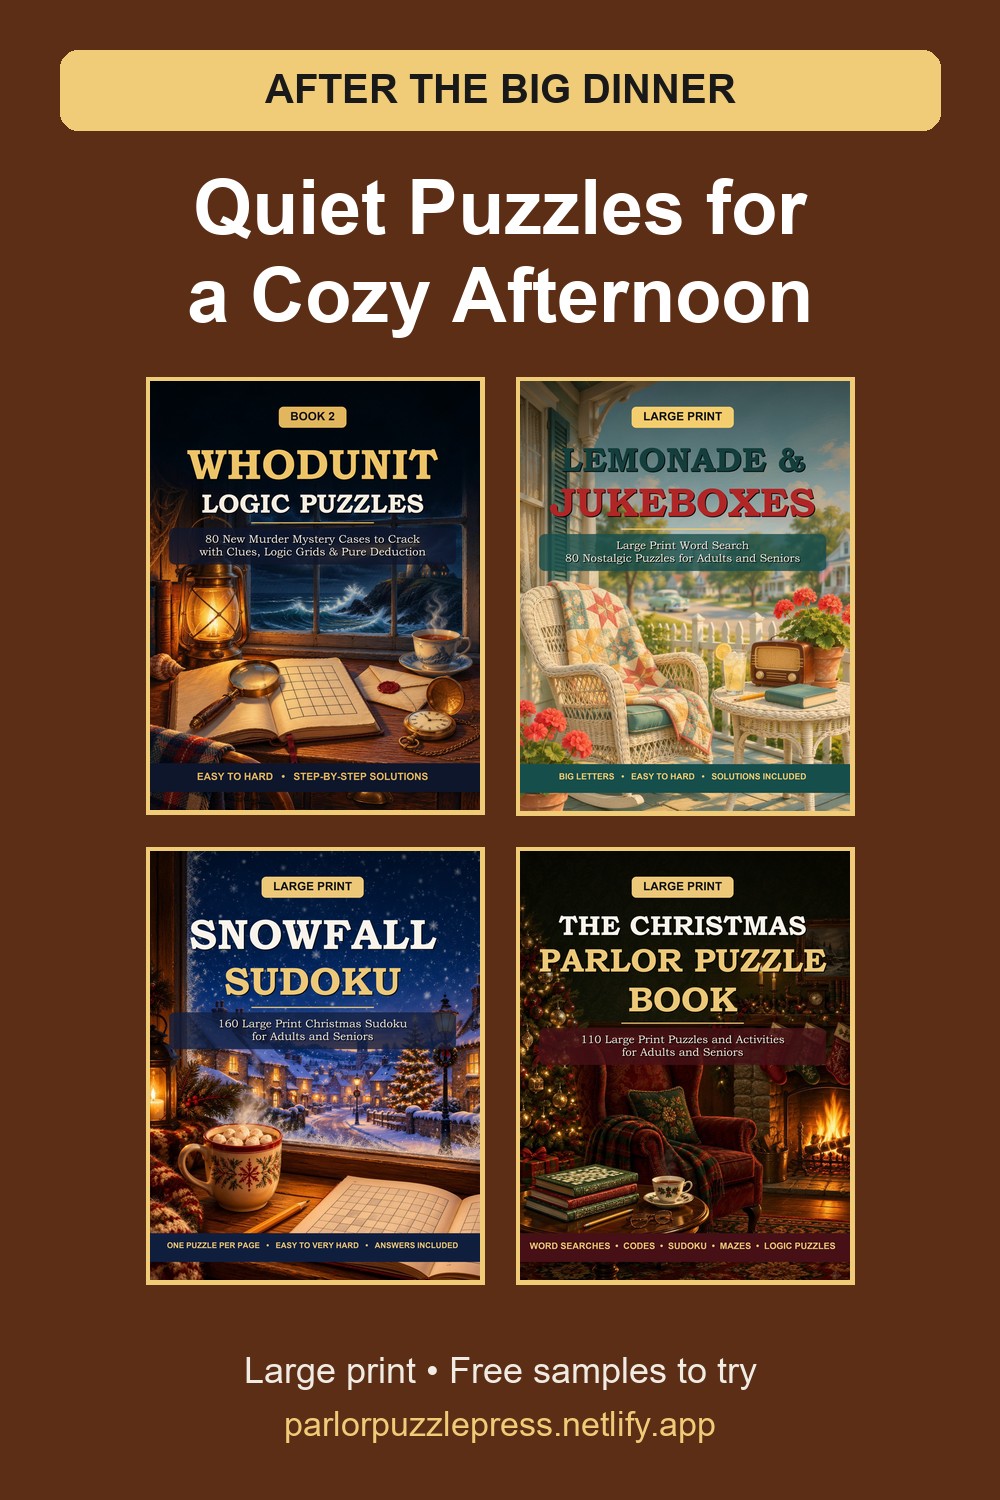 AFTER THE BIG DINNER
Quiet Puzzles for
a Cozy Afternoon
BOOK 2
WHODUNIT
LOGIC PUZZLES
80 New Murder Mystery Cases to Crack
with Clues, Logic Grids & Pure Deduction
EASY TO HARD • STEP-BY-STEP SOLUTIONS
LARGE PRINT
LEMONADE &
JUKEBOXES
Large Print Word Search
80 Nostalgic Puzzles for Adults and Seniors
BIG LETTERS • EASY TO HARD • SOLUTIONS INCLUDED
LARGE PRINT
SNOWFALL
SUDOKU
160 Large Print Christmas Sudoku
for Adults and Seniors
ONE PUZZLE PER PAGE • EASY TO VERY HARD • ANSWERS INCLUDED
LARGE PRINT
THE CHRISTMAS
PARLOR PUZZLE
BOOK
110 Large Print Puzzles and Activities
for Adults and Seniors
WORD SEARCHES • CODES • SUDOKU • MAZES • LOGIC PUZZLES
Large print • Free samples to try
parlorpuzzlepress.netlify.app